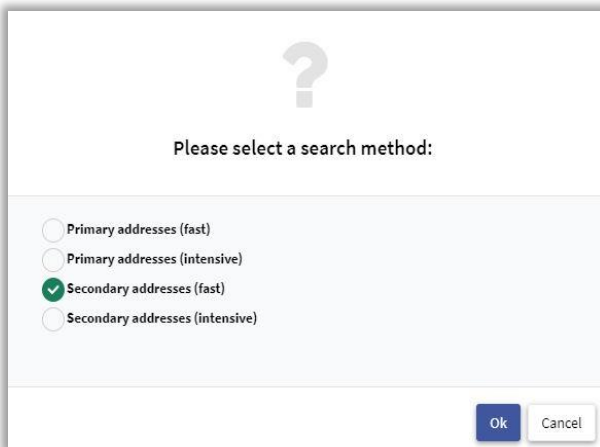 ?
Please select a search method:
Primary addresses (fast)
Primary addresses (intensive)
Secondary addresses (fast)
Secondary addresses (intensive)
Ok Cancel